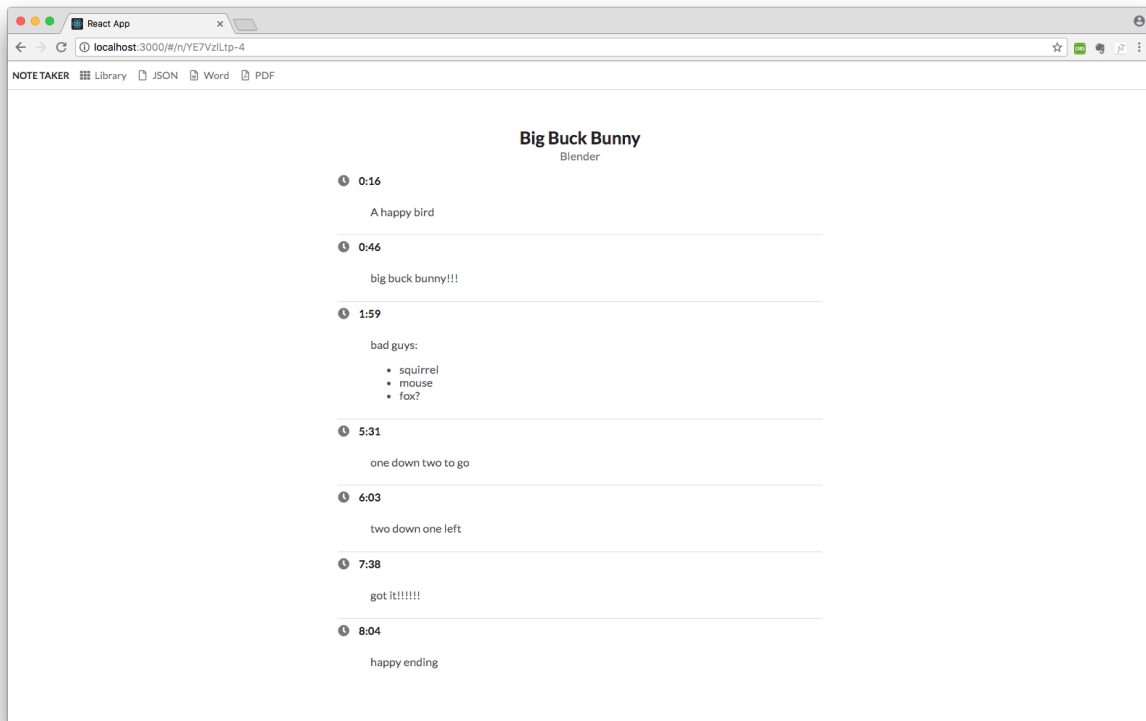 React App
localhost:3000/#/n/YE7VzlLtp-4
NOTE TAKER Library JSON Word PDF
Big Buck Bunny
Blender
0:16
A happy bird
0:46
big buck bunny!!!
1:59
bad guys:
• squirrel
• mouse
• fox?
5:31
one down two to go
6:03
two down one left
7:38
got it!!!!!!
8:04
happy ending